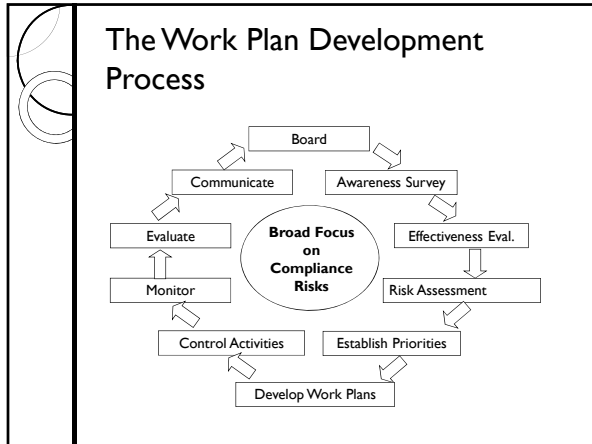 The Work Plan Development
Process
Board
Awareness Survey
Effectiveness Eval.
Risk Assessment
Establish Priorities
Develop Work Plans
Control Activities
Monitor
Evaluate
Communicate
Broad Focus
on
Compliance
Risks